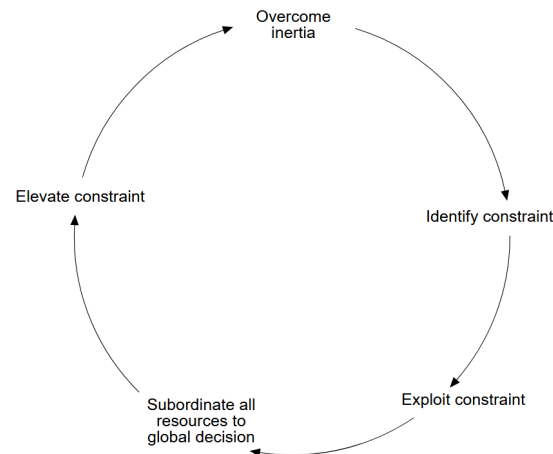 Overcome
inertia
Identify constraint
Exploit constraint
Subordinate all
resources to
global decision
Elevate constraint